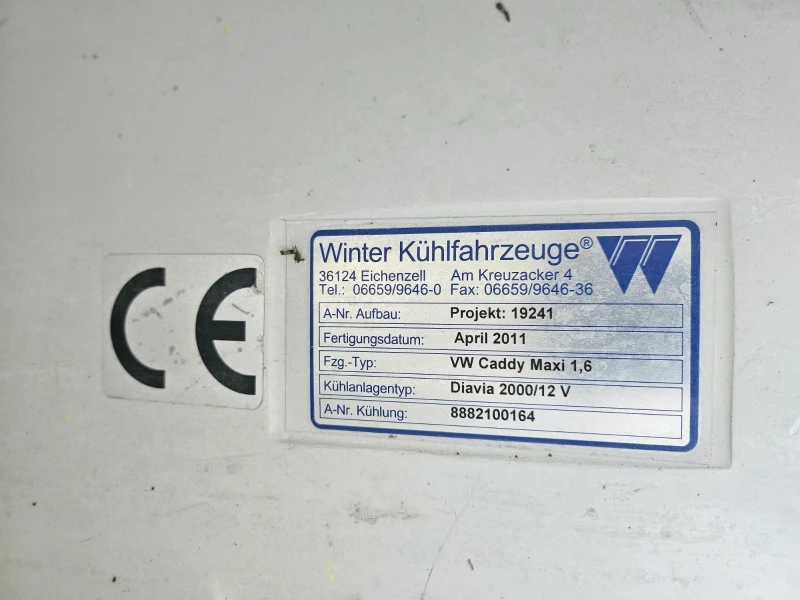 CE
Winter Kühlfahrzeuge®
36124 Eichenzell Am Kreuzacker 4
Tel.: 06659/9646-0 Fax: 06659/9646-36
A-Nr. Aufbau: Projekt: 19241
Fertigungsdatum: April 2011
Fzg.-Typ: VW Caddy Maxi 1,6
Kühlanlagentyp: Diavia 2000/12 V
A-Nr. Kühlung: 8882100164